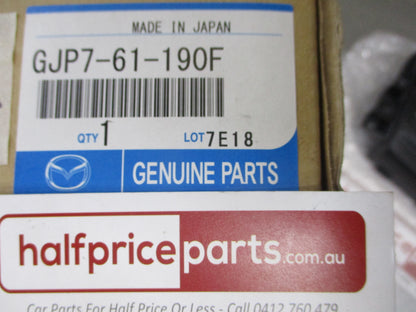 MADE IN JAPAN
GJP7-61-190F
QTY 1 LOT 7E18
GENUINE PARTS
halfpriceparts.com.au
Car Parts For Half Price Or Less - Call 0412 760 479